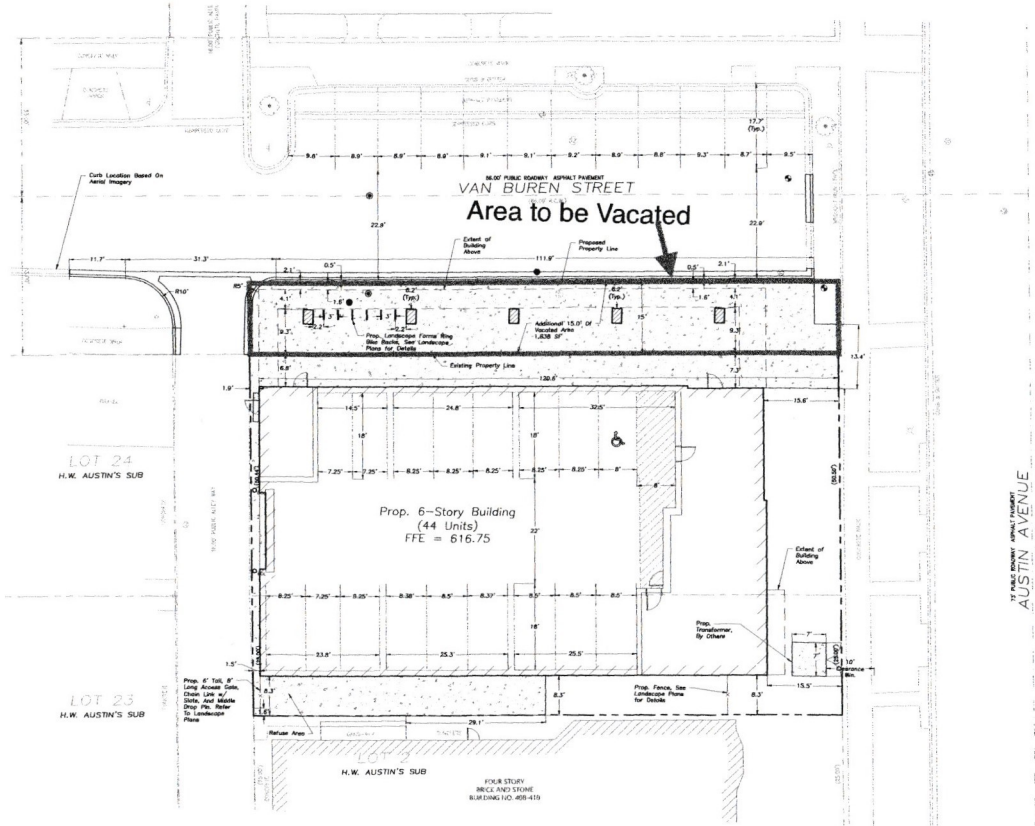 Curb Location Based On
Aerial Imagery
17.7'
(Typ.)
9.8'
8.9'
8.9'
8.9'
9.1'
9.1'
9.2'
8.9'
8.8'
9.3'
8.7'
9.5'
66.00' PUBLIC ROADWAY ASPHALT PAVEMENT
VAN BUREN STREET
Area to be Vacated
22.9'
22.9'
Extent of
Building
Above
Proposed
Property Line
11.7'
31.3'
111.9'
0.5'
2.1'
0.5'
2.1'
R10'
R5'
4.1'
1.6'
6.2'
(Typ.)
6.2'
(Typ.)
1.6'
4.1'
9.3'
2.2'
3'
3'
2.2'
15'
9.3'
Prop. Landscape Forms Ring
Bike Racks, See Landscape
Plans for Details
Additional 15.0' Of
Vacated Area
1,838 SF
13.4'
Existing Property Line
6.8'
7.3'
1.9'
120.6'
14.5'
24.8'
32.5'
15.6'
18'
18'
7.25'
7.25'
8.25'
8.25'
8.25'
8.25'
8.25'
8'
8'
LOT 24
H.W. AUSTIN'S SUB
Prop. 6-Story Building
(44 Units)
FFE = 616.75
22'
Extent of
Building
Above
AUSTIN AVENUE
8.25'
7.25'
8.25'
8.38'
8.5'
8.37'
8.5'
8.5'
8.5'
18'
Prop.
Transformer,
By Others
7'
10'
Clearance
Min.
23.8'
25.3'
25.5'
1.5'
15.5'
LOT 23
H.W. AUSTIN'S SUB
Prop. 6' Tall, 8'
Long Access Gate,
Chain Link w/
Slats, And Middle
Drop Pin. Refer
To Landscape
Plans
8.3'
8.3'
8.3'
Prop. Fence, See
Landscape Plans
for Details
Refuse Area
29.1'
LOT 2
H.W. AUSTIN'S SUB
FOUR STORY
BRICK AND STONE
BUILDING NO. 408-410